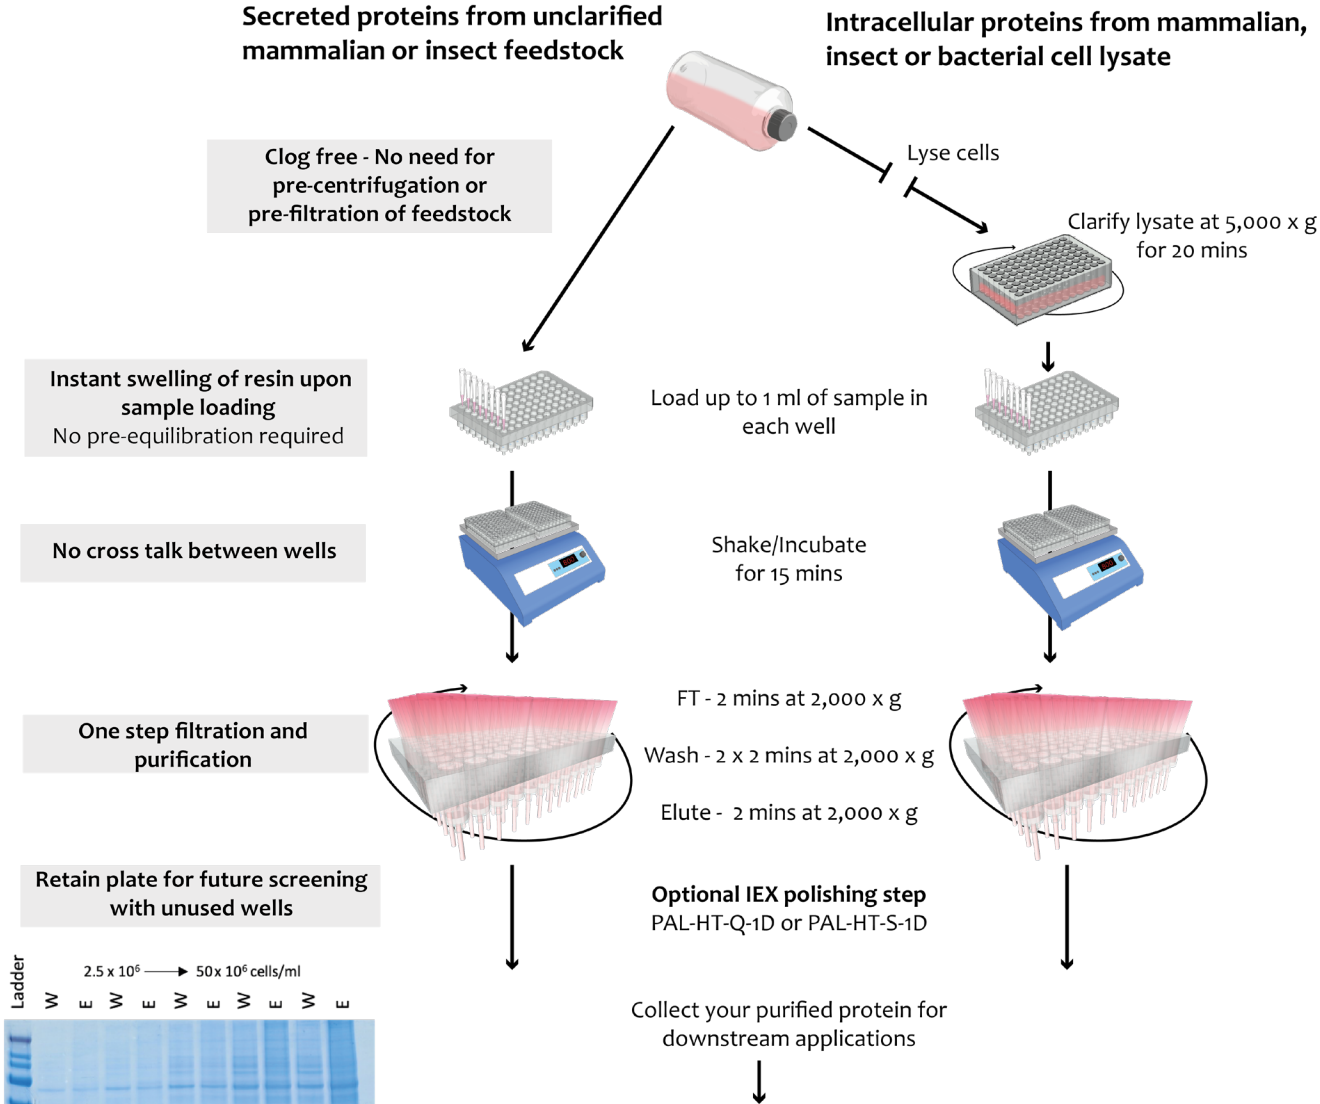 Secreted proteins from unclarified
mammalian or insect feedstock
Intracellular proteins from mammalian,
insect or bacterial cell lysate
Clog free - No need for
pre-centrifugation or
pre-filtration of feedstock
Lyse cells
Clarify lysate at 5,000 x g
for 20 mins
Instant swelling of resin upon
sample loading
No pre-equilibration required
Load up to 1 ml of sample in
each well
No cross talk between wells
Shake/Incubate
for 15 mins
One step filtration and
purification
FT - 2 mins at 2,000 x g
Wash - 2 x 2 mins at 2,000 x g
Elute - 2 mins at 2,000 x g
Retain plate for future screening
with unused wells
Optional IEX polishing step
PAL-HT-Q-1D or PAL-HT-S-1D
2.5 x 10⁶ 50 x 10⁶ cells/ml
Ladder W E W E W E W E W E
Collect your purified protein for
downstream applications